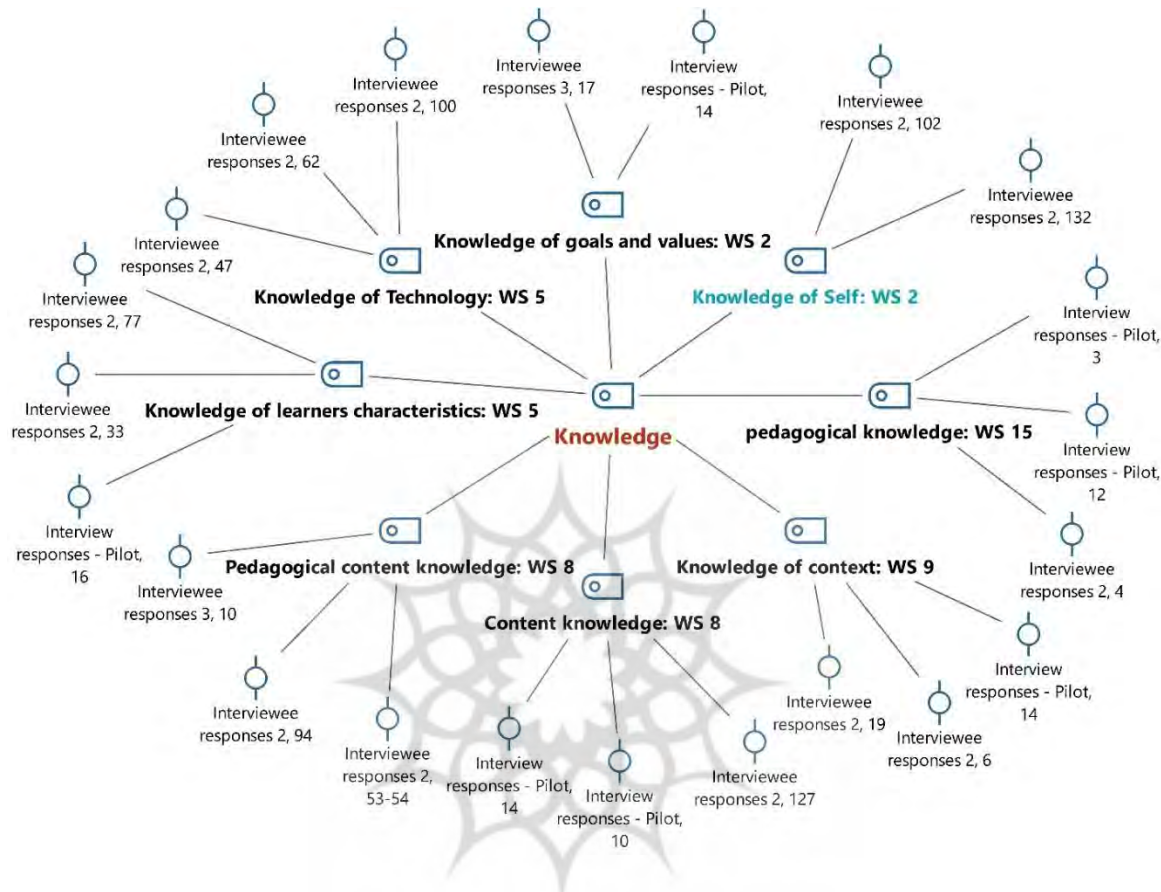 Interviewee
responses 2, 100
Interviewee
responses 3, 17
Interview
responses - Pilot,
14
Interviewee
responses 2, 102
Interviewee
responses 2, 62
Interviewee
responses 2, 132
Interviewee
responses 2, 47
Knowledge of goals and values: WS 2
Knowledge of Technology: WS 5
Knowledge of Self: WS 2
Interviewee
responses 2, 77
Interview
responses - Pilot,
3
Interviewee
responses 2, 33
Knowledge of learners characteristics: WS 5
Knowledge
pedagogical knowledge: WS 15
Interview
responses - Pilot,
12
Interview
responses - Pilot,
16
Interviewee
responses 3, 10
Pedagogical content knowledge: WS 8
Knowledge of context: WS 9
Interviewee
responses 2, 4
Content knowledge: WS 8
Interview
responses - Pilot,
14
Interviewee
responses 2, 19
Interviewee
responses 2, 6
Interviewee
responses 2, 94
Interviewee
responses 2,
53-54
Interview
responses - Pilot,
14
Interview
responses - Pilot,
10
Interviewee
responses 2, 127